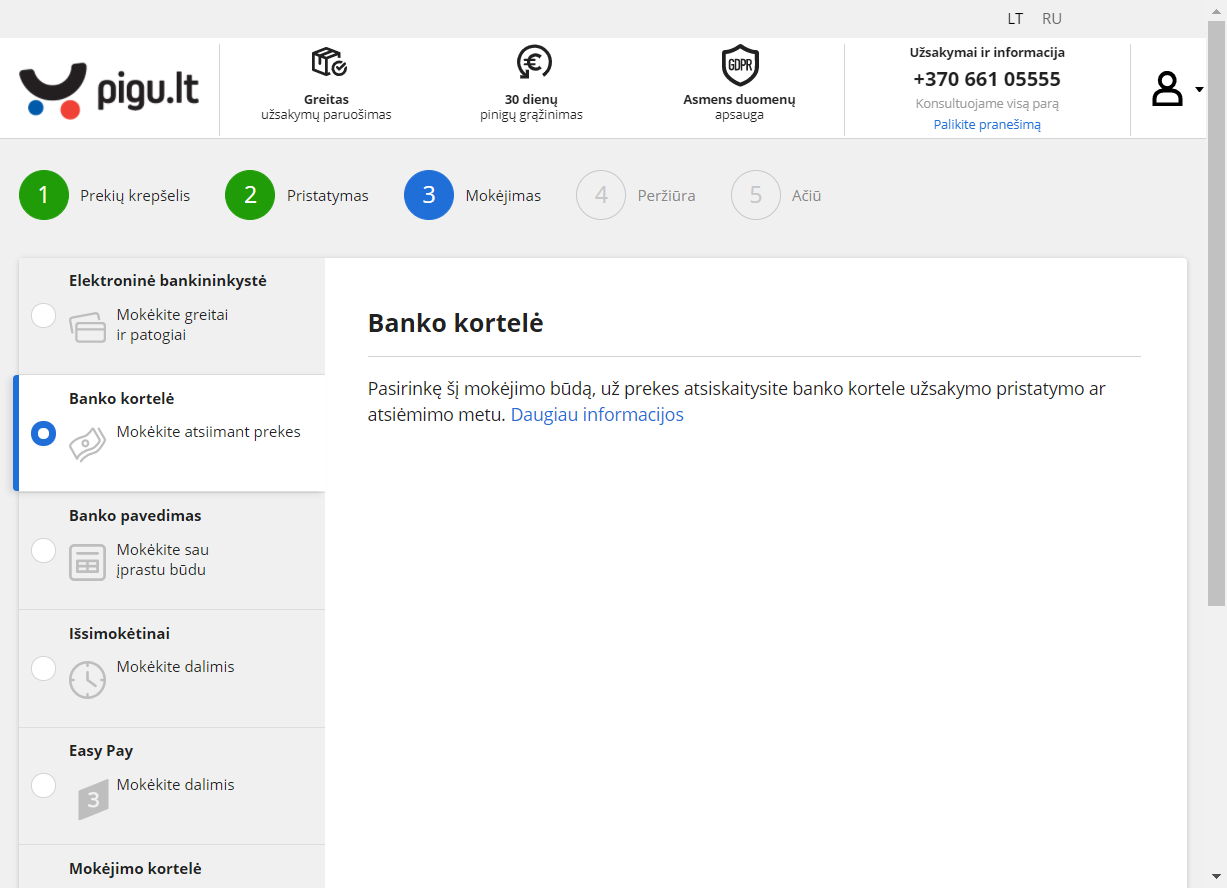 LT RU
pigu.lt
Greitas
užsakymų paruošimas
30 dienų
pinigų grąžinimas
GDPR
Asmens duomenų
apsauga
Užsakymai ir informacija
+370 661 05555
Konsultuojame visą parą
Palikite pranešimą
1 Prekių krepšelis
2 Pristatymas
3 Mokėjimas
4 Peržiūra
5 Ačiū
Elektroninė bankininkystė
Mokėkite greitai
ir patogiai
Banko kortelė
Mokėkite atsiimant prekes
Banko pavedimas
Mokėkite sau
įprastu būdu
Išsimokėtinai
Mokėkite dalimis
Easy Pay
3
Mokėkite dalimis
Mokėjimo kortelė
Banko kortelė
Pasirinkę šį mokėjimo būdą, už prekes atsiskaitysite banko kortele užsakymo pristatymo ar
atsiėmimo metu. Daugiau informacijos